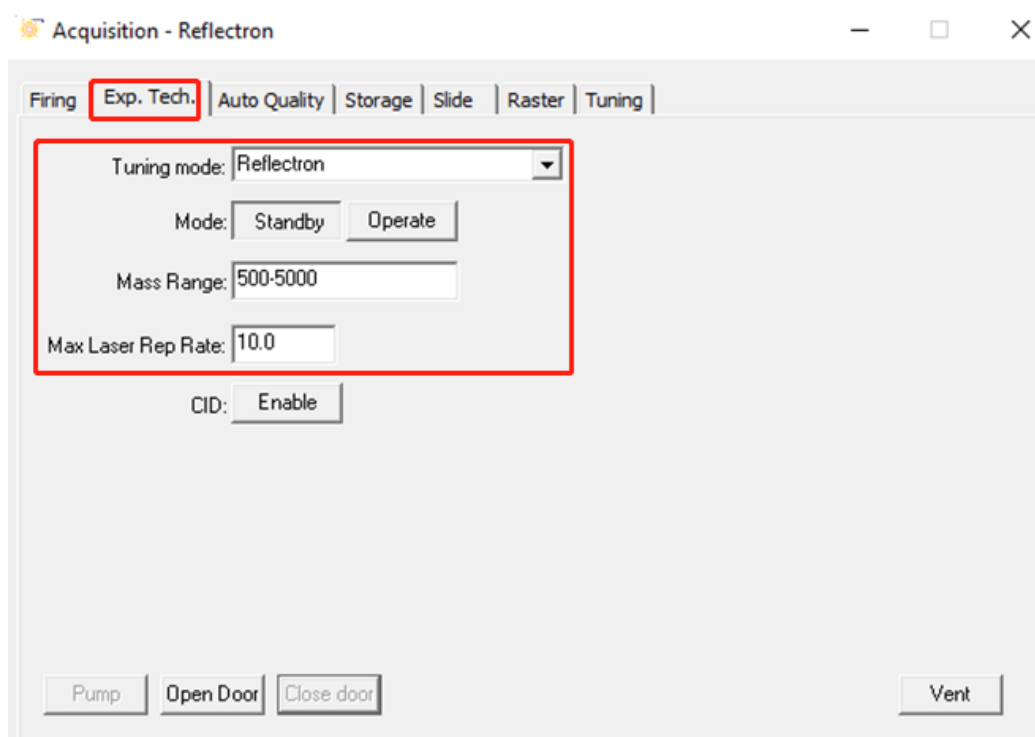 Acquisition - Reflectron
Firing Exp. Tech. Auto Quality Storage Slide Raster Tuning
Tuning mode: Reflectron
Mode: Standby Operate
Mass Range: 500-5000
Max Laser Rep Rate: 10.0
CID: Enable
Pump Open Door Close door Vent